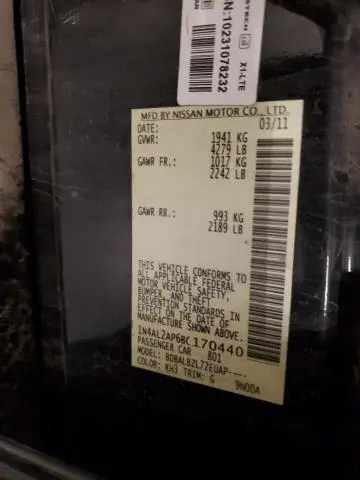 STECH
X1-LTE
N:10231078232
MFD BY NISSAN MOTOR CO., LTD.
DATE: 03/11
GVWR: 1941 KG
4279 LB
GAWR FR.: 1017 KG
2242 LB
GAWR RR.: 993 KG
2189 LB
THIS VEHICLE CONFORMS TO
ALL APPLICABLE FEDERAL
MOTOR VEHICLE SAFETY,
BUMPER, AND THEFT
PREVENTION STANDARDS IN
EFFECT ON THE DATE OF
MANUFACTURE SHOWN ABOVE.
1N4AL2AP6BC170440
PASSENGER CAR 801
MODEL: BDBALBZL72EUAP----
COLOR: KH3 TRIM: G 9N00A